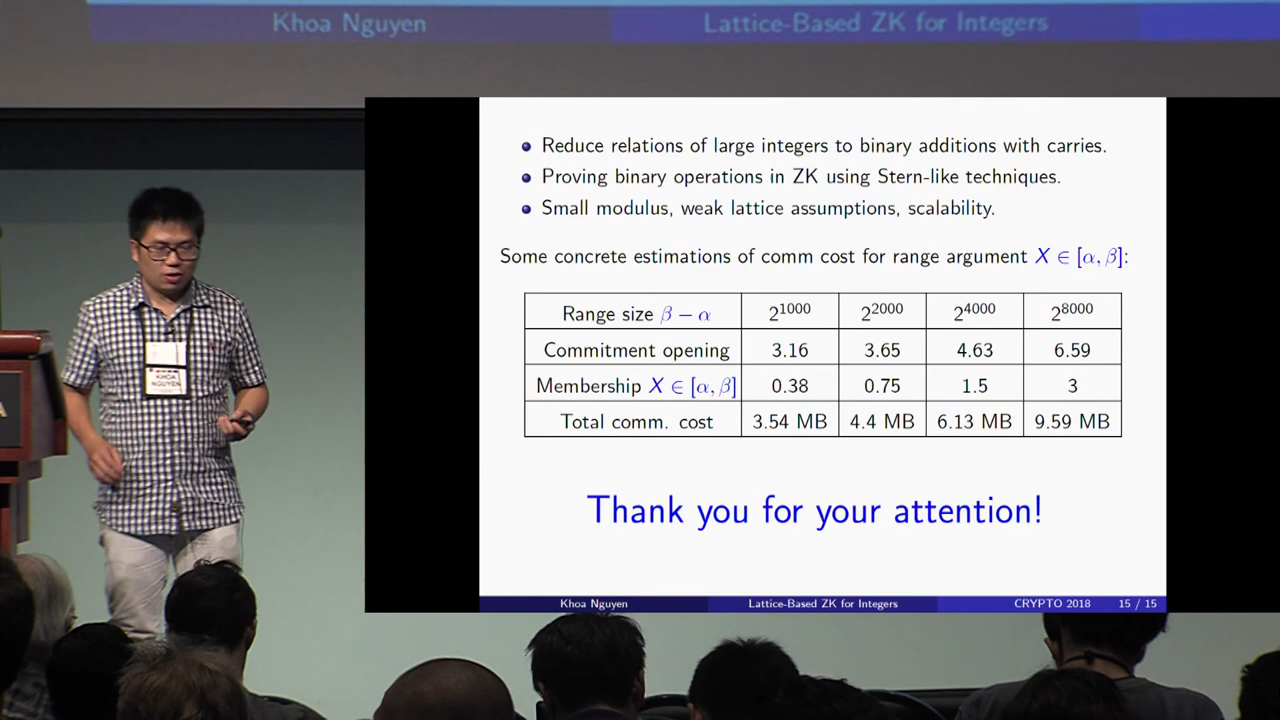 Khoa Nguyen Lattice-Based ZK for Integers
Reduce relations of large integers to binary additions with carries.
Proving binary operations in ZK using Stern-like techniques.
Small modulus, weak lattice assumptions, scalability.
Some concrete estimations of comm cost for range argument X ∈ [α, β]:
Range size β − α 2^1000 2^2000 2^4000 2^8000
Commitment opening 3.16 3.65 4.63 6.59
Membership X ∈ [α, β] 0.38 0.75 1.5 3
Total comm. cost 3.54 MB 4.4 MB 6.13 MB 9.59 MB
Thank you for your attention!
Khoa Nguyen Lattice-Based ZK for Integers CRYPTO 2018 15 / 15
KHOA
NGUYEN
A